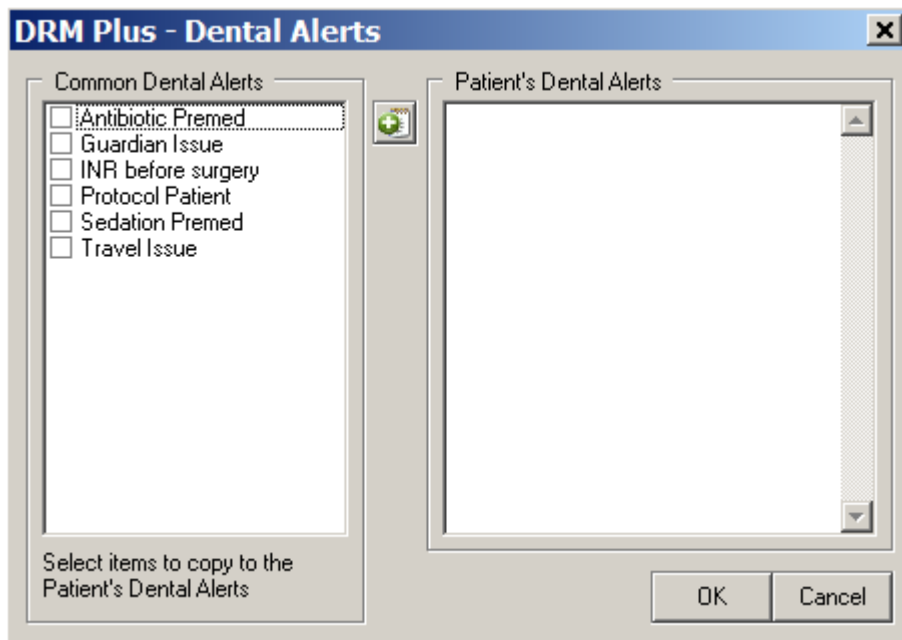 DRM Plus - Dental Alerts
Common Dental Alerts
Antibiotic Premed
Guardian Issue
INR before surgery
Protocol Patient
Sedation Premed
Travel Issue
Select items to copy to the
Patient's Dental Alerts
Patient's Dental Alerts
OK
Cancel